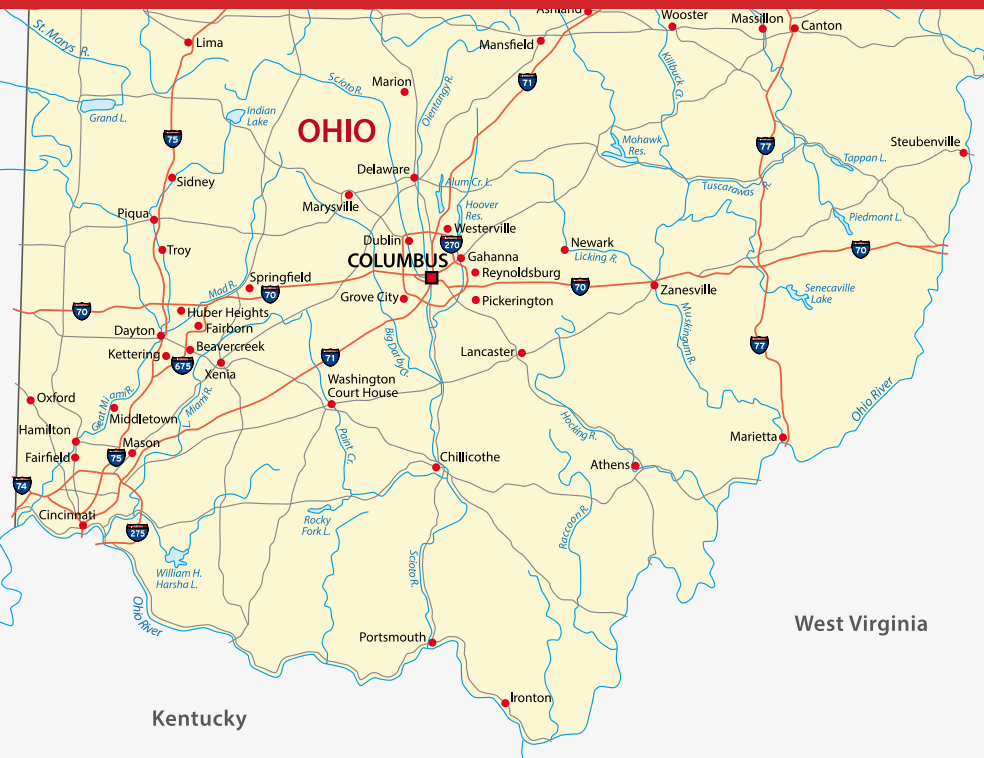 Ashland
Wooster
Massillon
Canton
St. Marys R.
Lima
Mansfield
Killbuck C.
Scioto R.
Marion
Olentangy R.
71
Grand L.
Indian
Lake
OHIO
75
77
Mohawk
Res.
Steubenville
Tappan L.
Delaware
Sidney
Alum Cr. L.
Tuscarawas R.
Marysville
Hoover
Res.
Piqua
Piedmont L.
Westerville
Dublin
270
Newark
Troy
70
COLUMBUS
Gahanna
Licking R.
Reynoldsburg
Springfield
Mad R.
70
70
Zanesville
Senecaville
Lake
Grove City
Pickerington
70
Huber Heights
Fairborn
Dayton
Muskingum R.
Big Darby C.
77
Beavercreek
Kettering
675
71
Lancaster
Xenia
Washington
Court House
Ohio River
Oxford
Geat Miami R.
L. Miami R.
Middletown
Hocking R.
Hamilton
Paint Cr.
Marietta
Mason
Fairfield
75
Chillicothe
Athens
74
Cincinnati
Rocky
Fork L.
Raccoon R.
275
William H.
Harsha L.
Scioto R.
Ohio River
West Virginia
Portsmouth
Ironton
Kentucky